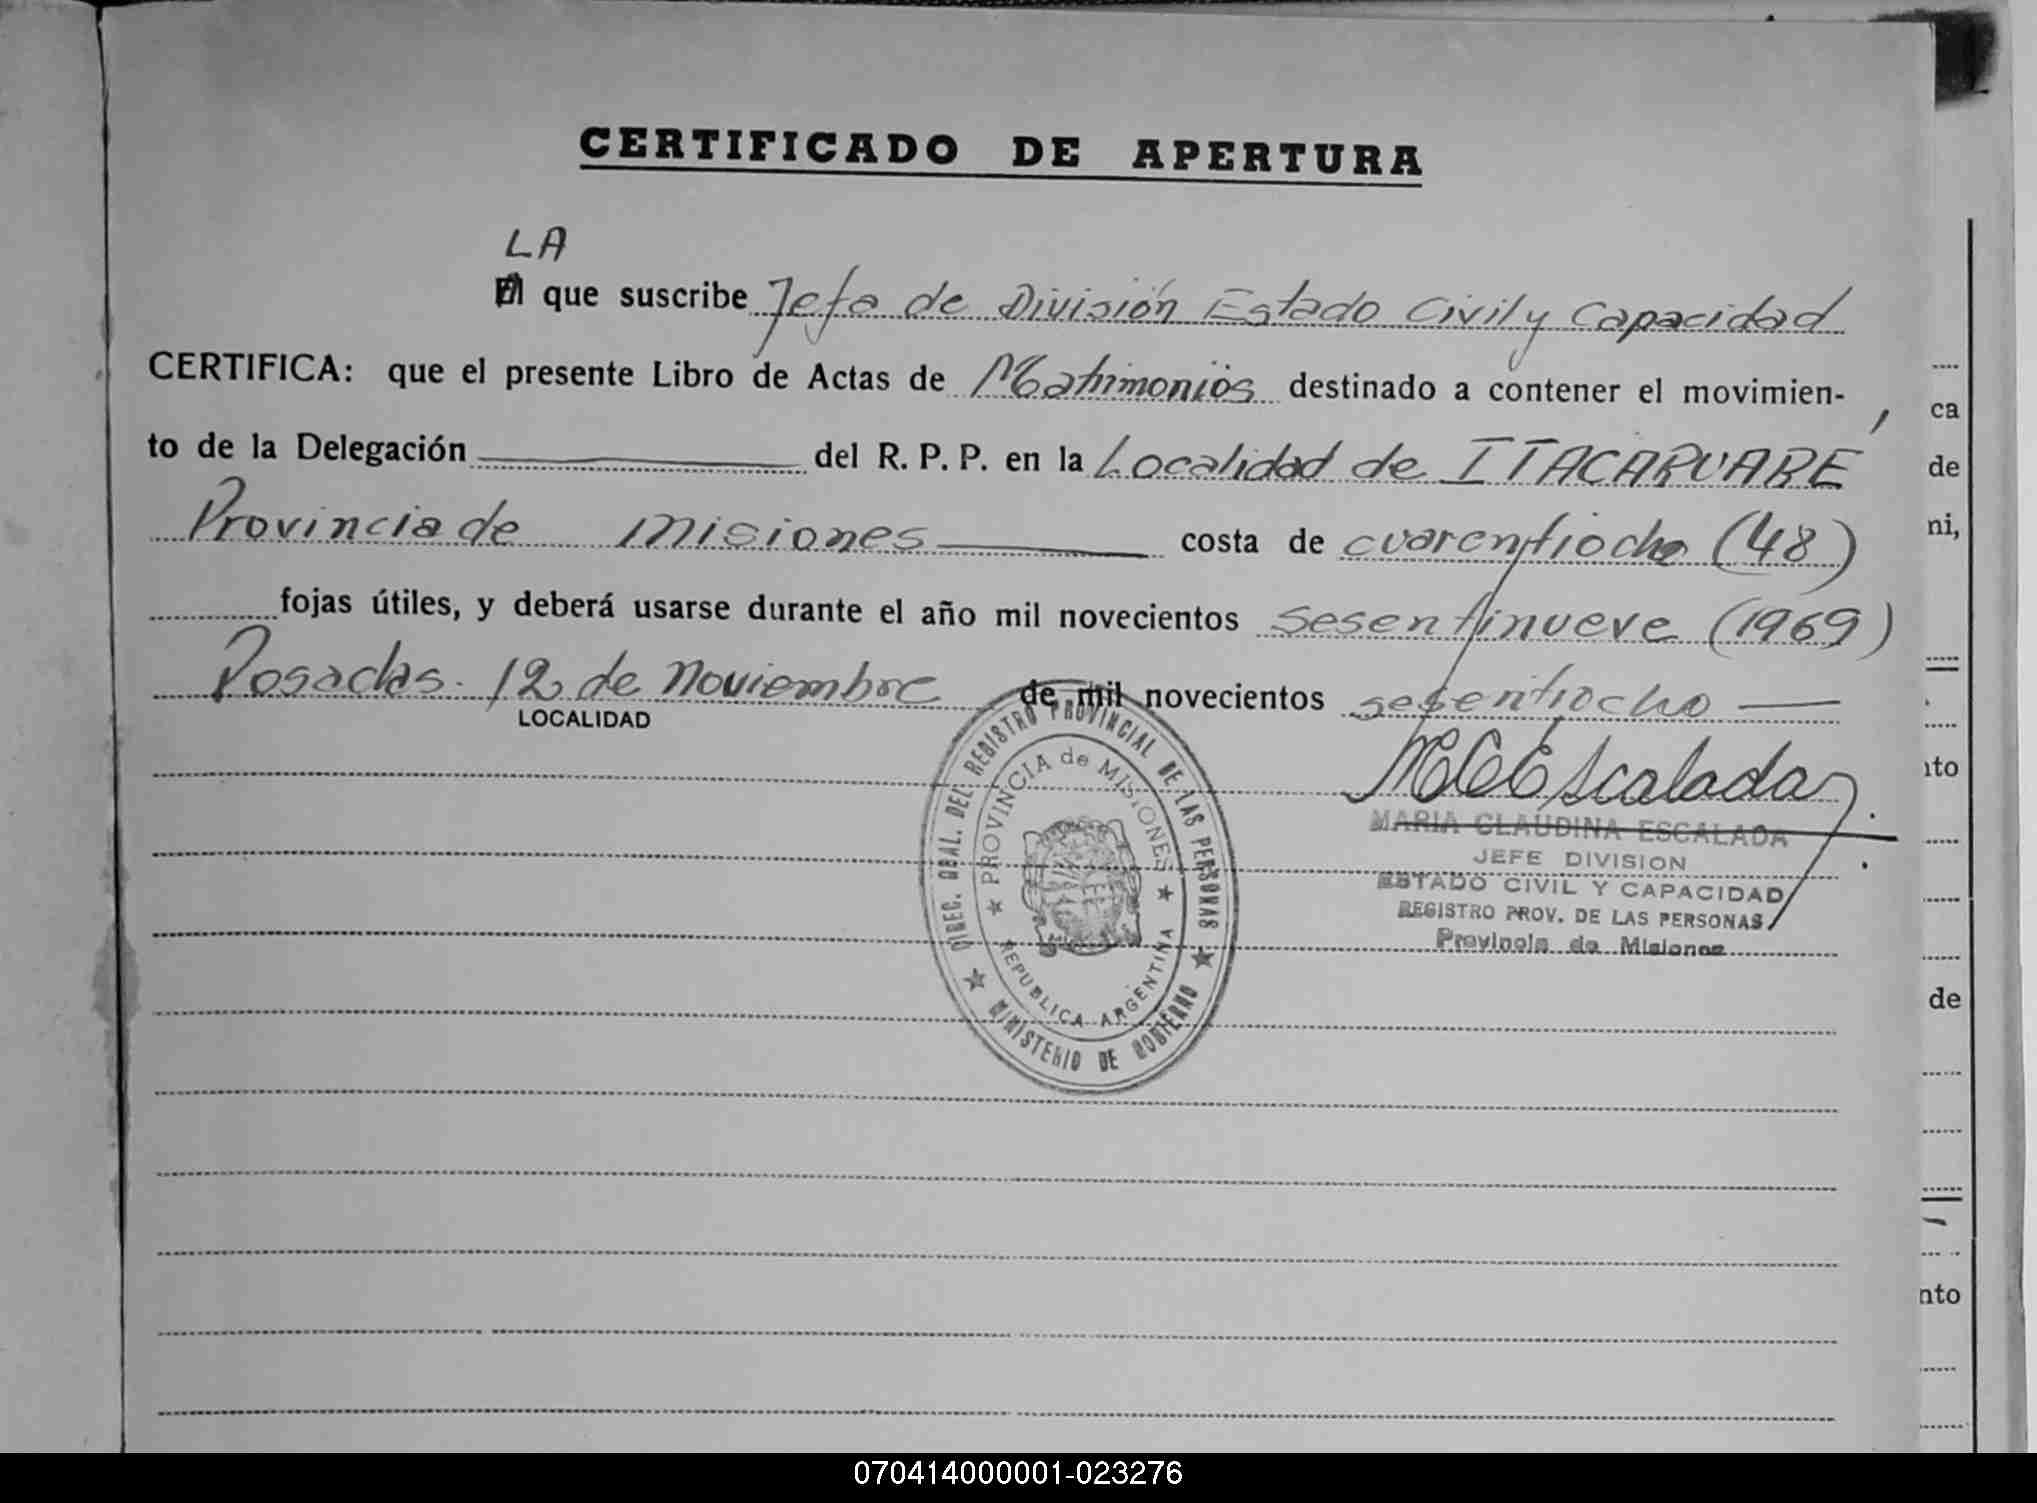 CERTIFICADO DE APERTURA
LA
El que suscribe Jefa de División Estado Civil y Capacidad
CERTIFICA: que el presente Libro de Actas de Matrimonios destinado a contener el movimien-
to de la Delegación del R. P. P. en la Localidad de ITACARUARE,
Provincia de Misiones costa de cuarentiocho (48)
fojas útiles, y deberá usarse durante el año mil novecientos sesentinueve (1969)
Posadas. 12 de Noviembre de mil novecientos sesentiocho
LOCALIDAD
DIREC. GRAL. DEL REGISTRO PROVINCIAL DE LAS PERSONAS
PROVINCIA de MISIONES
REPUBLICA ARGENTINA
MINISTERIO DE GOBIERNO
MCEscalada
MARIA CLAUDINA ESCALADA
JEFE DIVISION
ESTADO CIVIL Y CAPACIDAD
REGISTRO PROV. DE LAS PERSONAS
Provincia de Misiones
ca
de
ni,
nto
de
nto
070414000001-023276